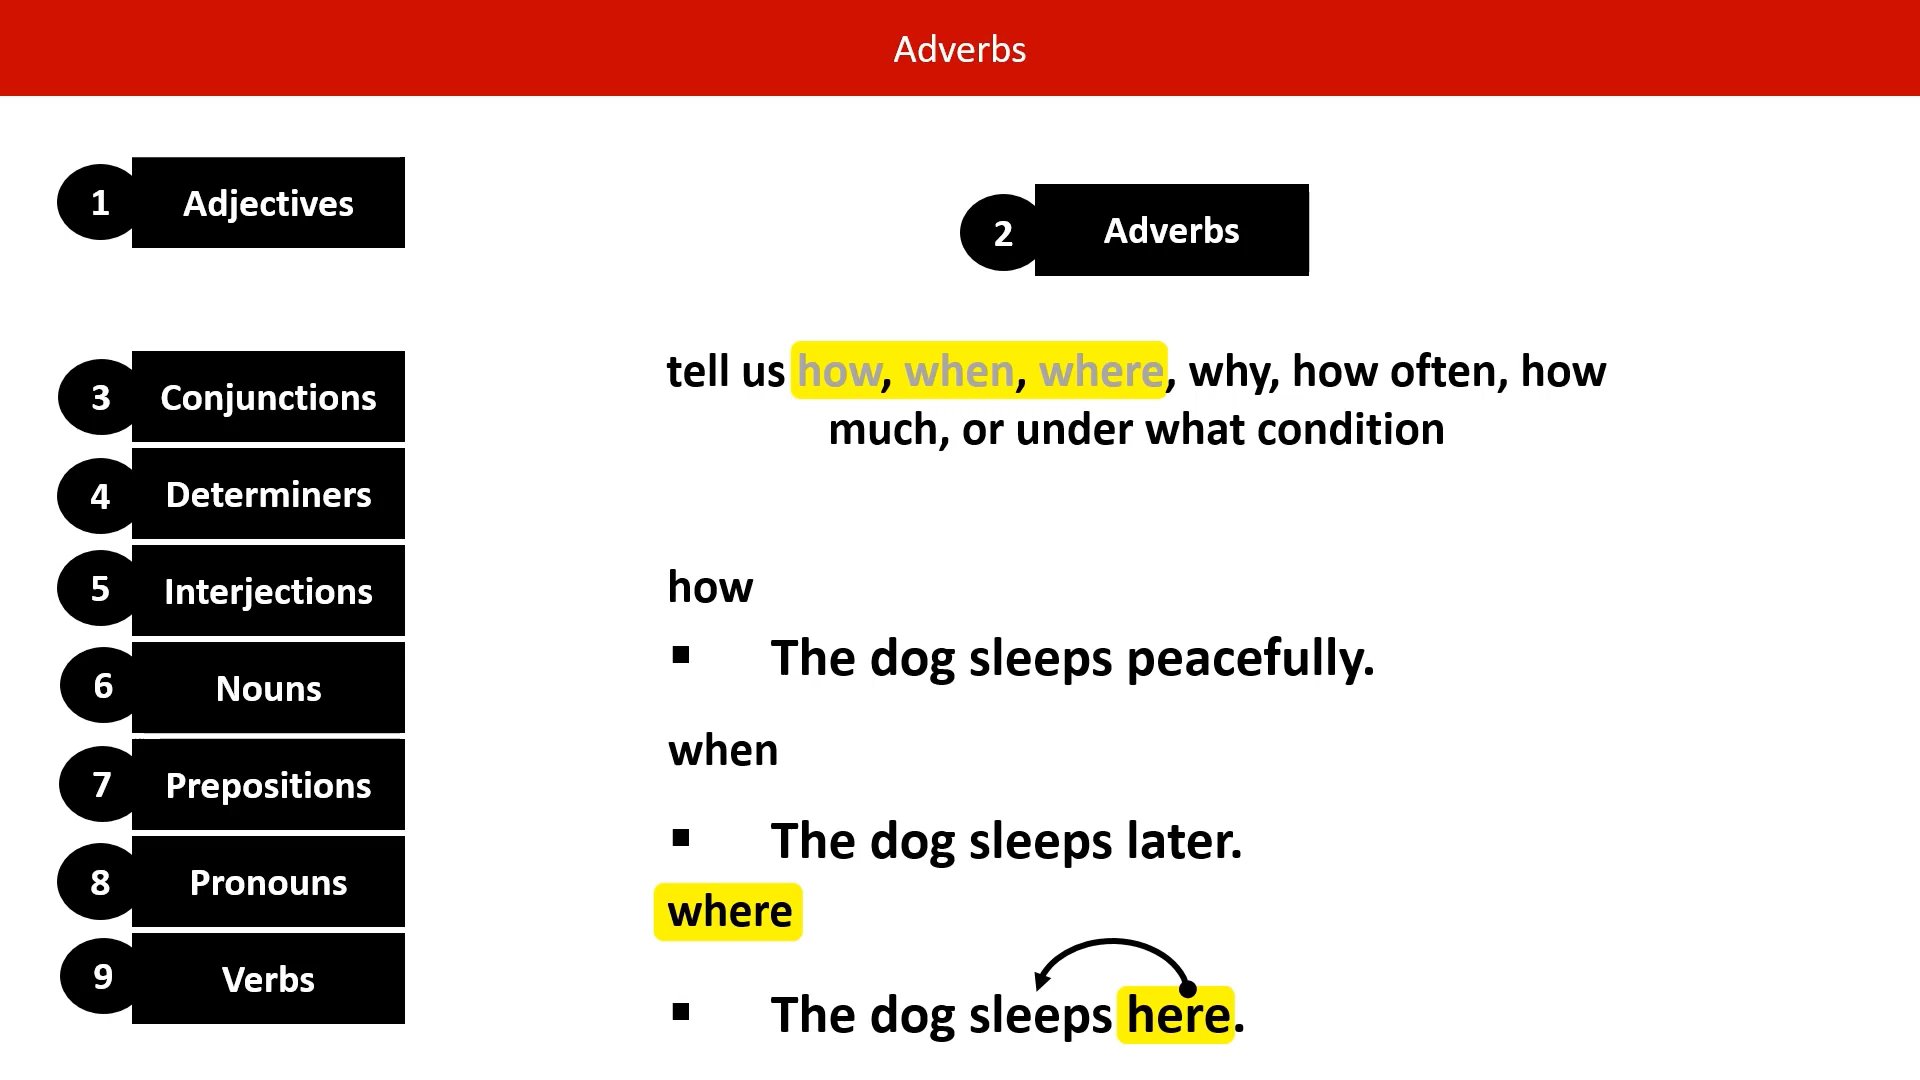 Adverbs
1 Adjectives
3 Conjunctions
4 Determiners
5 Interjections
6 Nouns
7 Prepositions
8 Pronouns
9 Verbs
2 Adverbs
tell us how, when, where, why, how often, how
much, or under what condition
how
▪ The dog sleeps peacefully.
when
▪ The dog sleeps later.
where
▪ The dog sleeps here.